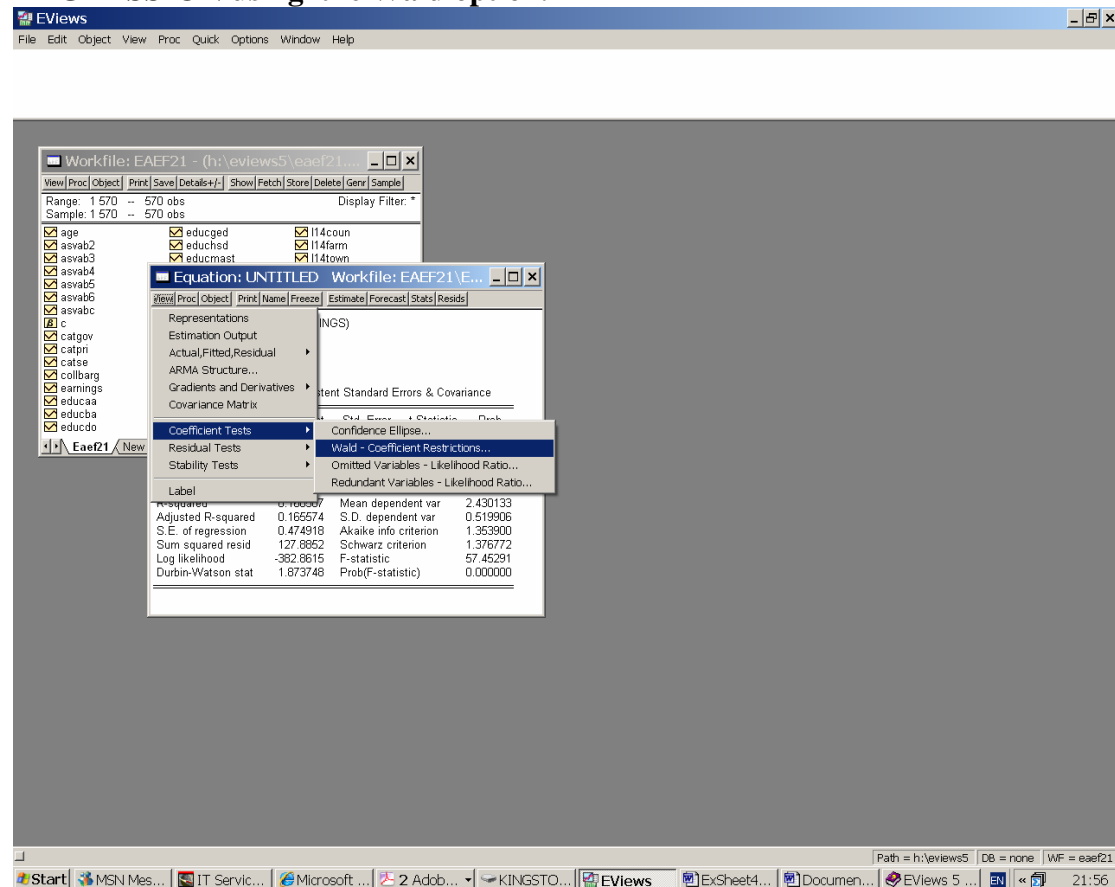 using the Wald option.
EViews
File Edit Object View Proc Quick Options Window Help
Workfile: EAEF21 - (h:\eviews5\eaef21....
View Proc Object Print Save Details+/- Show Fetch Store Delete Genr Sample
Range: 1 570 -- 570 obs Display Filter: *
Sample: 1 570 -- 570 obs
age educged l14coun
asvab2 educhsd l14farm
asvab3 educmast l14town
asvab4
asvab5
asvab6
asvabc
c
catgov
catpri
catse
collbarg
earnings
educaa
educba
educdo
Eaef21 New
Equation: UNTITLED Workfile: EAEF21\E...
View Proc Object Print Name Freeze Estimate Forecast Stats Resids
Representations
Estimation Output
Actual,Fitted,Residual
ARMA Structure...
Gradients and Derivatives
Covariance Matrix
Coefficient Tests
Residual Tests
Stability Tests
Label
NGS)
stent Standard Errors & Covariance
Std. Error t-Statistic Prob.
Confidence Ellipse...
Wald - Coefficient Restrictions...
Omitted Variables - Likelihood Ratio...
Redundant Variables - Likelihood Ratio...
R-squared Mean dependent var 2.430133
Adjusted R-squared 0.165574 S.D. dependent var 0.519906
S.E. of regression 0.474918 Akaike info criterion 1.353900
Sum squared resid 127.8852 Schwarz criterion 1.376772
Log likelihood -382.8615 F-statistic 57.45291
Durbin-Watson stat 1.873748 Prob(F-statistic) 0.000000
Path = h:\eviews5 DB = none WF = eaef21
Start MSN Mes... IT Servic... Microsoft ... 2 Adob... KINGSTO... EViews ExSheet4... Documen... EViews 5 ... EN « 21:56